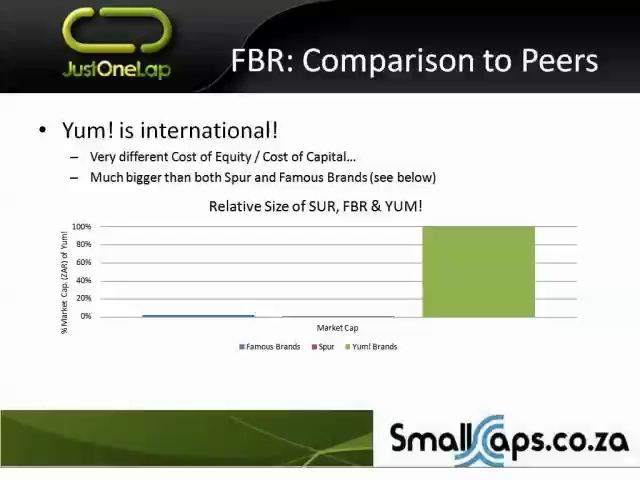 JustOneLap
FBR: Comparison to Peers
• Yum! is international!
– Very different Cost of Equity / Cost of Capital…
– Much bigger than both Spur and Famous Brands (see below)
Relative Size of SUR, FBR & YUM!
% Market Cap. (ZAR) of Yum!
100%
80%
60%
40%
20%
0%
Market Cap
Famous Brands Spur Yum! Brands
SmallCaps.co.za